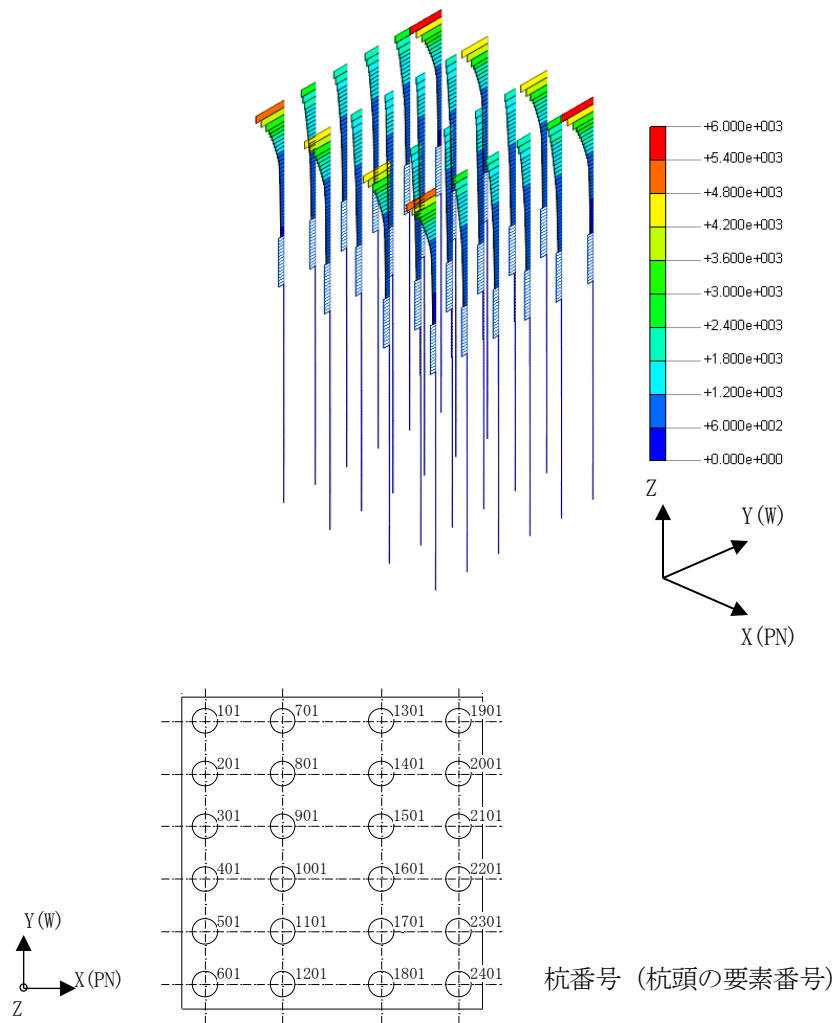 +6.000e+003
+5.400e+003
+4.800e+003
+4.200e+003
+3.600e+003
+3.000e+003
+2.400e+003
+1.800e+003
+1.200e+003
+6.000e+002
+0.000e+000
Z
Y(W)
X(PN)
101 701 1301 1901
201 801 1401 2001
301 901 1501 2101
401 1001 1601 2201
501 1101 1701 2301
601 1201 1801 2401
Y(W)
X(PN)
Z
杭番号（杭頭の要素番号）